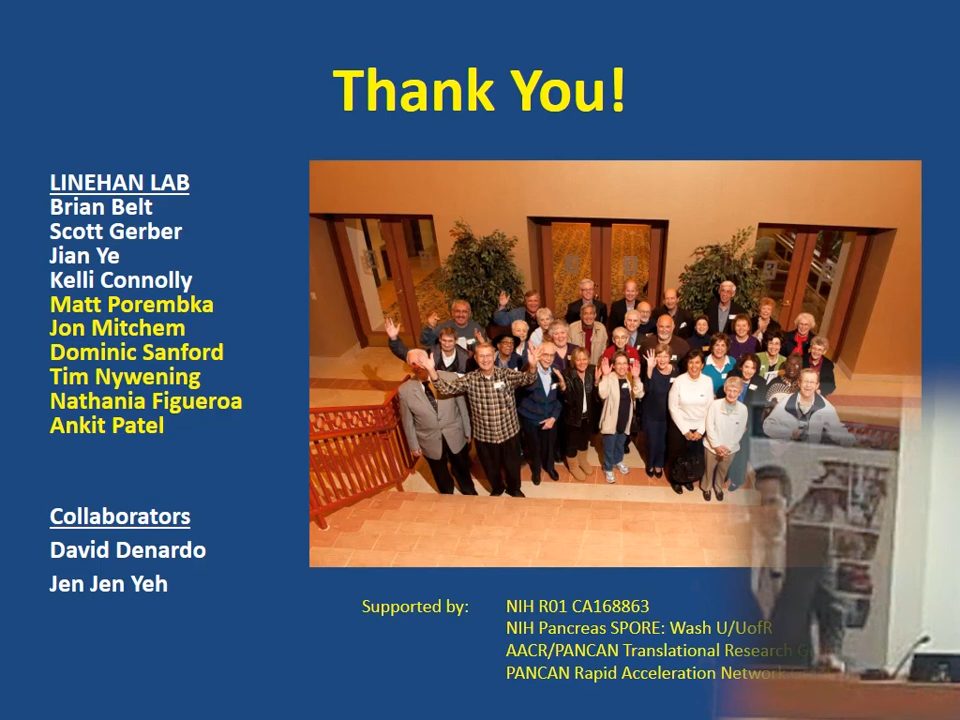 Thank You!
LINEHAN LAB
Brian Belt
Scott Gerber
Jian Ye
Kelli Connolly
Matt Porembka
Jon Mitchem
Dominic Sanford
Tim Nywening
Nathania Figueroa
Ankit Patel
Collaborators
David Denardo
Jen Jen Yeh
Supported by:
NIH R01 CA168863
NIH Pancreas SPORE: Wash U/UofR
AACR/PANCAN Translational Research
PANCAN Rapid Acceleration Network